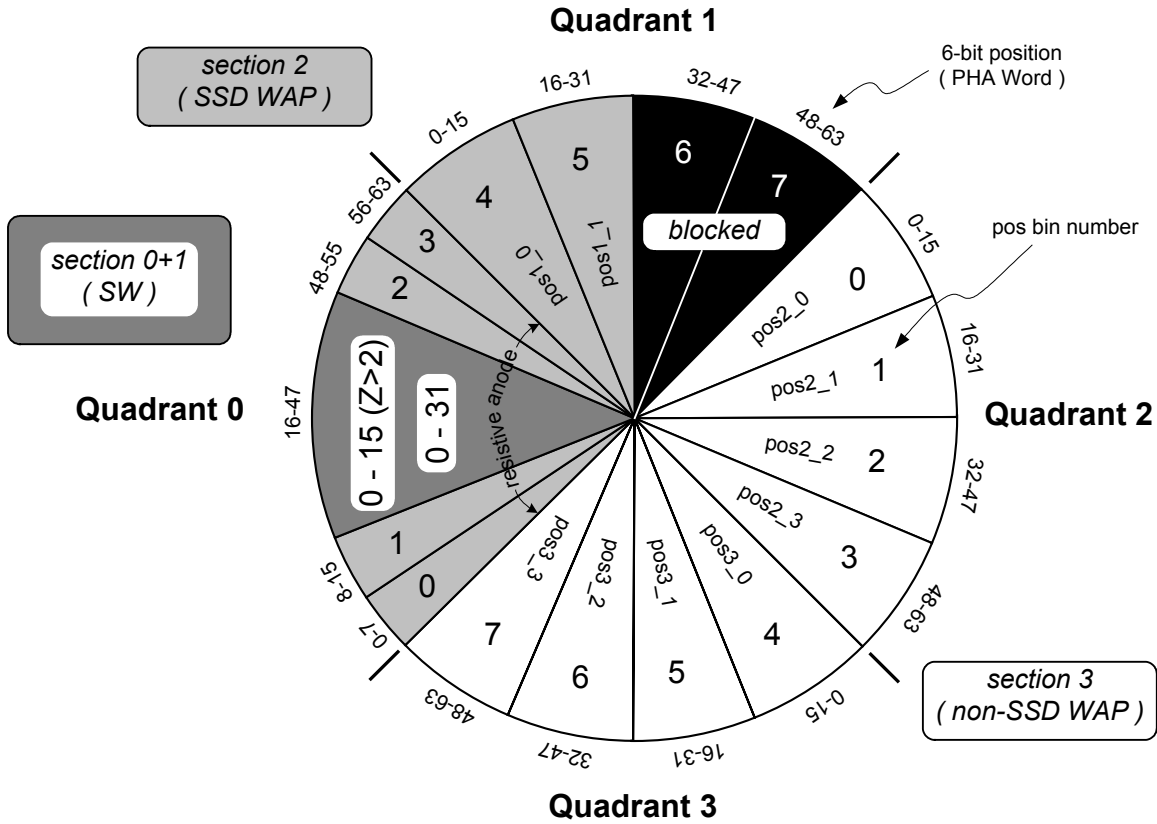 Quadrant 1
section 2
( SSD WAP )
6-bit position
( PHA Word )
16-31
32-47
0-15
48-63
5
6
7
4
56-63
3
0-15
48-55
2
pos1_0
pos1_1
blocked
0
pos2_0
pos bin number
section 0+1
( SW )
16-31
1
pos2_1
Quadrant 0
16-47
0 - 15 (Z>2)
0 - 31
resistive anode
Quadrant 2
pos2_2
2
32-47
pos2_3
3
48-63
1
8-15
0
0-7
pos3_3
pos3_2
pos3_1
pos3_0
7
6
5
4
48-63
32-47
16-31
0-15
section 3
( non-SSD WAP )
Quadrant 3